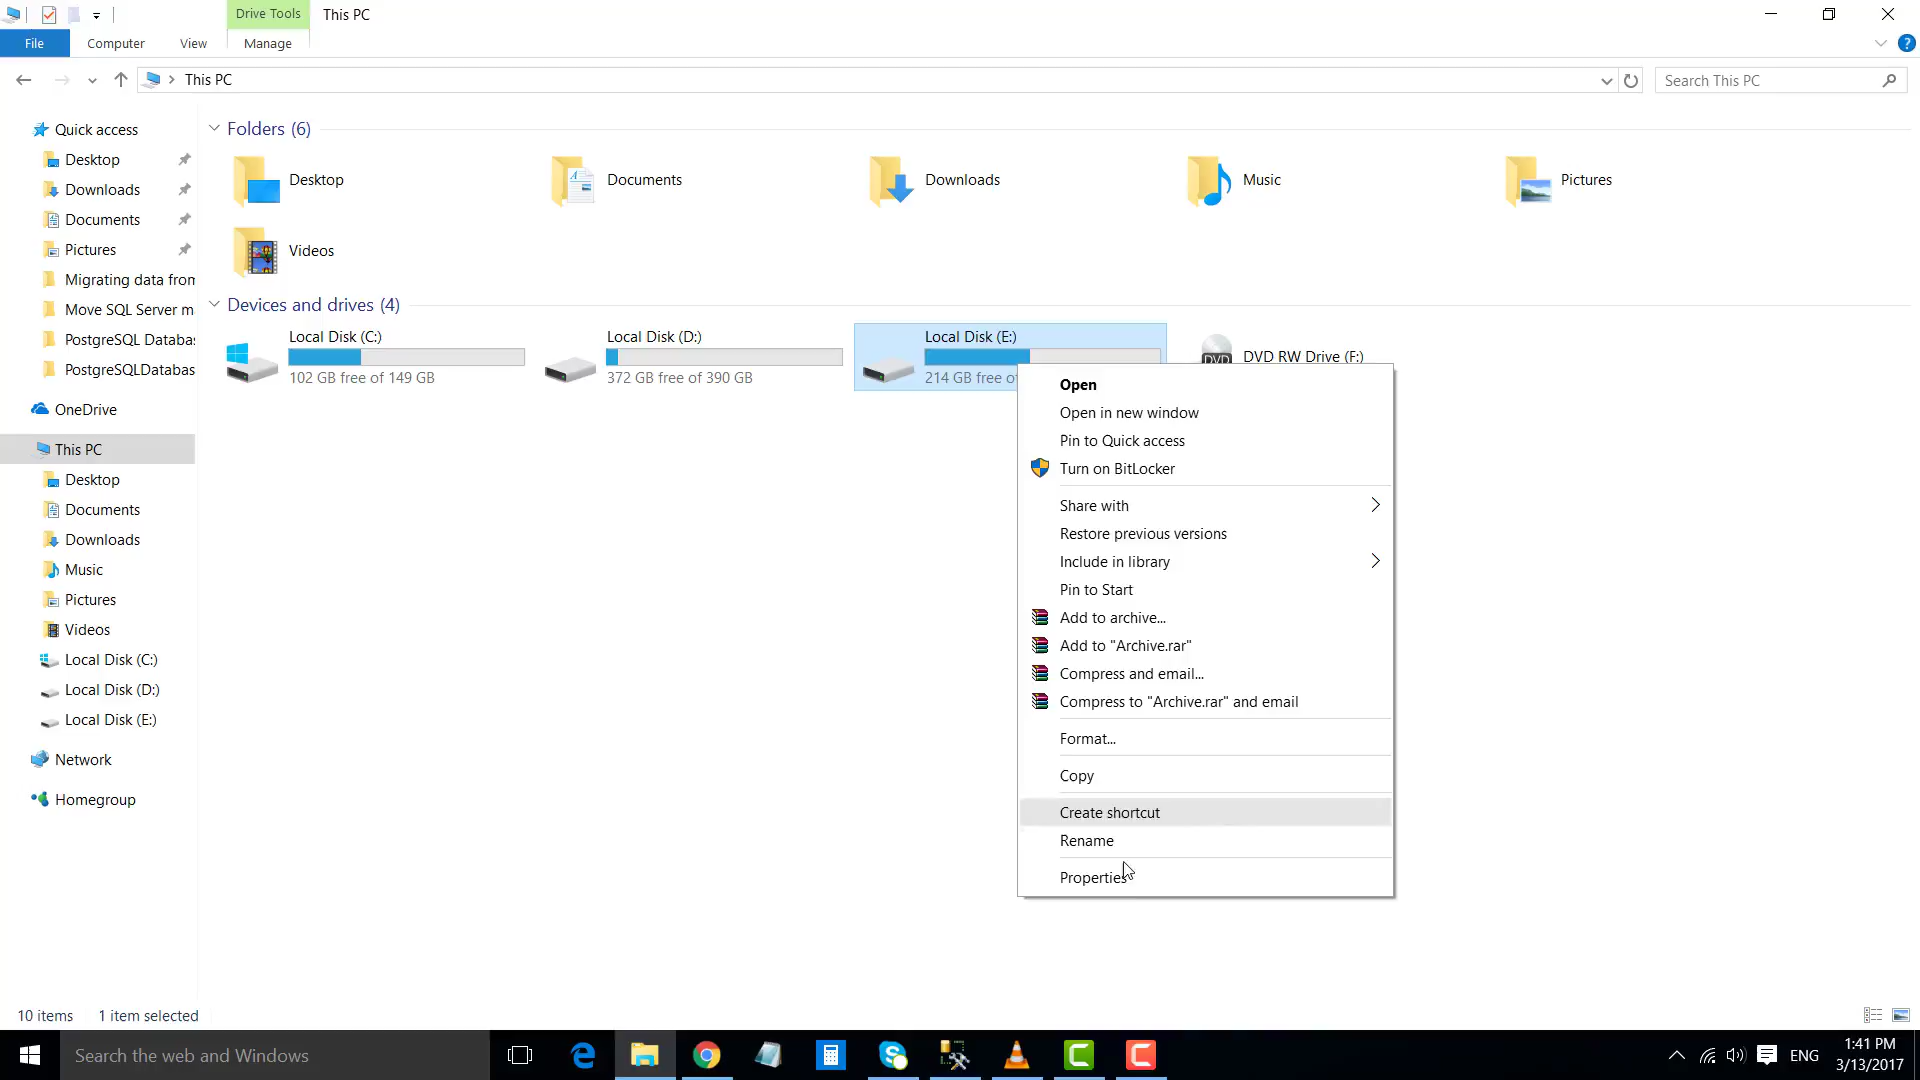 Drive Tools
This PC
File
Computer
View
Manage
This PC
Search This PC
Quick access
Desktop
Downloads
Documents
Pictures
Migrating data from
Move SQL Server m
PostgreSQL Databas
PostgreSQLDatabas
OneDrive
This PC
Desktop
Documents
Downloads
Music
Pictures
Videos
Local Disk (C:)
Local Disk (D:)
Local Disk (E:)
Network
Homegroup
Folders (6)
Desktop
Documents
Downloads
Music
Pictures
Videos
Devices and drives (4)
Local Disk (C:)
102 GB free of 149 GB
Local Disk (D:)
372 GB free of 390 GB
Local Disk (E:)
214 GB free o
DVD
DVD RW Drive (F:)
Open
Open in new window
Pin to Quick access
Turn on BitLocker
Share with
Restore previous versions
Include in library
Pin to Start
Add to archive...
Add to "Archive.rar"
Compress and email...
Compress to "Archive.rar" and email
Format...
Copy
Create shortcut
Rename
Properties
10 items
1 item selected
Search the web and Windows
ENG
1:41 PM
3/13/2017